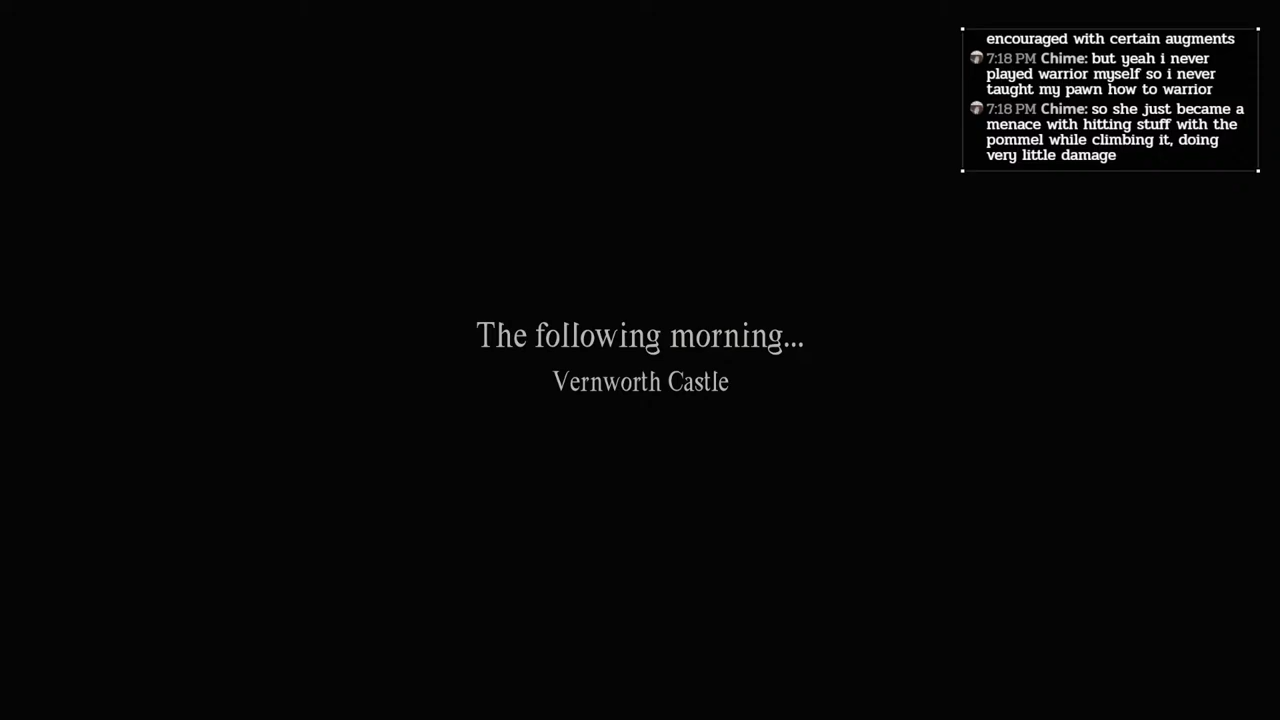 encouraged with certain augments
7:18 PM Chime: but yeah i never
played warrior myself so i never
taught my pawn how to warrior
7:18 PM Chime: so she just became a
menace with hitting stuff with the
pommel while climbing it, doing
very little damage
The following morning...
Vernworth Castle